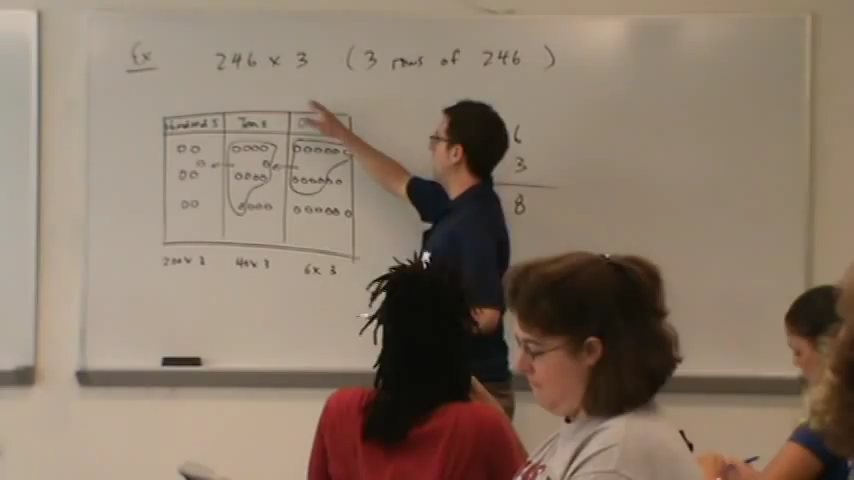 Ex 246 x 3 ( 3 rows of 246 )
Hundreds Tens
6
3
8
200 x 3 40 x 3 6 x 3